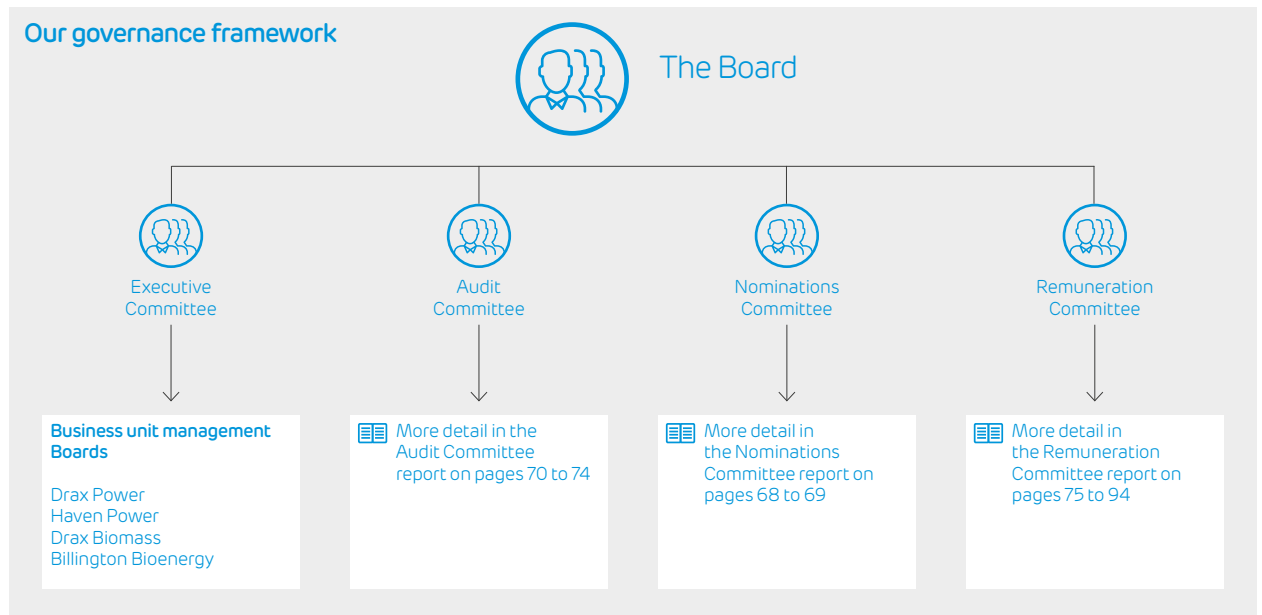 Our governance framework
The Board
Executive
Committee
Audit
Committee
Nominations
Committee
Remuneration
Committee
Business unit management
Boards
Drax Power
Haven Power
Drax Biomass
Billington Bioenergy
More detail in the
Audit Committee
report on pages 70 to 74
More detail in
the Nominations
Committee report on
pages 68 to 69
More detail in
the Remuneration
Committee report on
pages 75 to 94